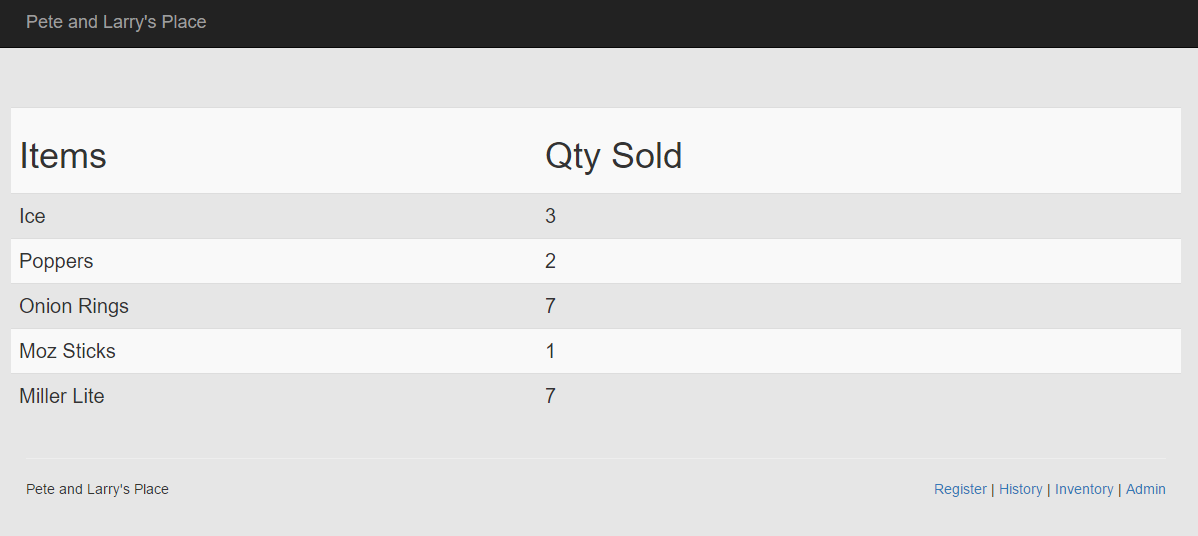 Pete and Larry's Place
Items Qty Sold
Ice 3
Poppers 2
Onion Rings 7
Moz Sticks 1
Miller Lite 7
Pete and Larry's Place Register | History | Inventory | Admin